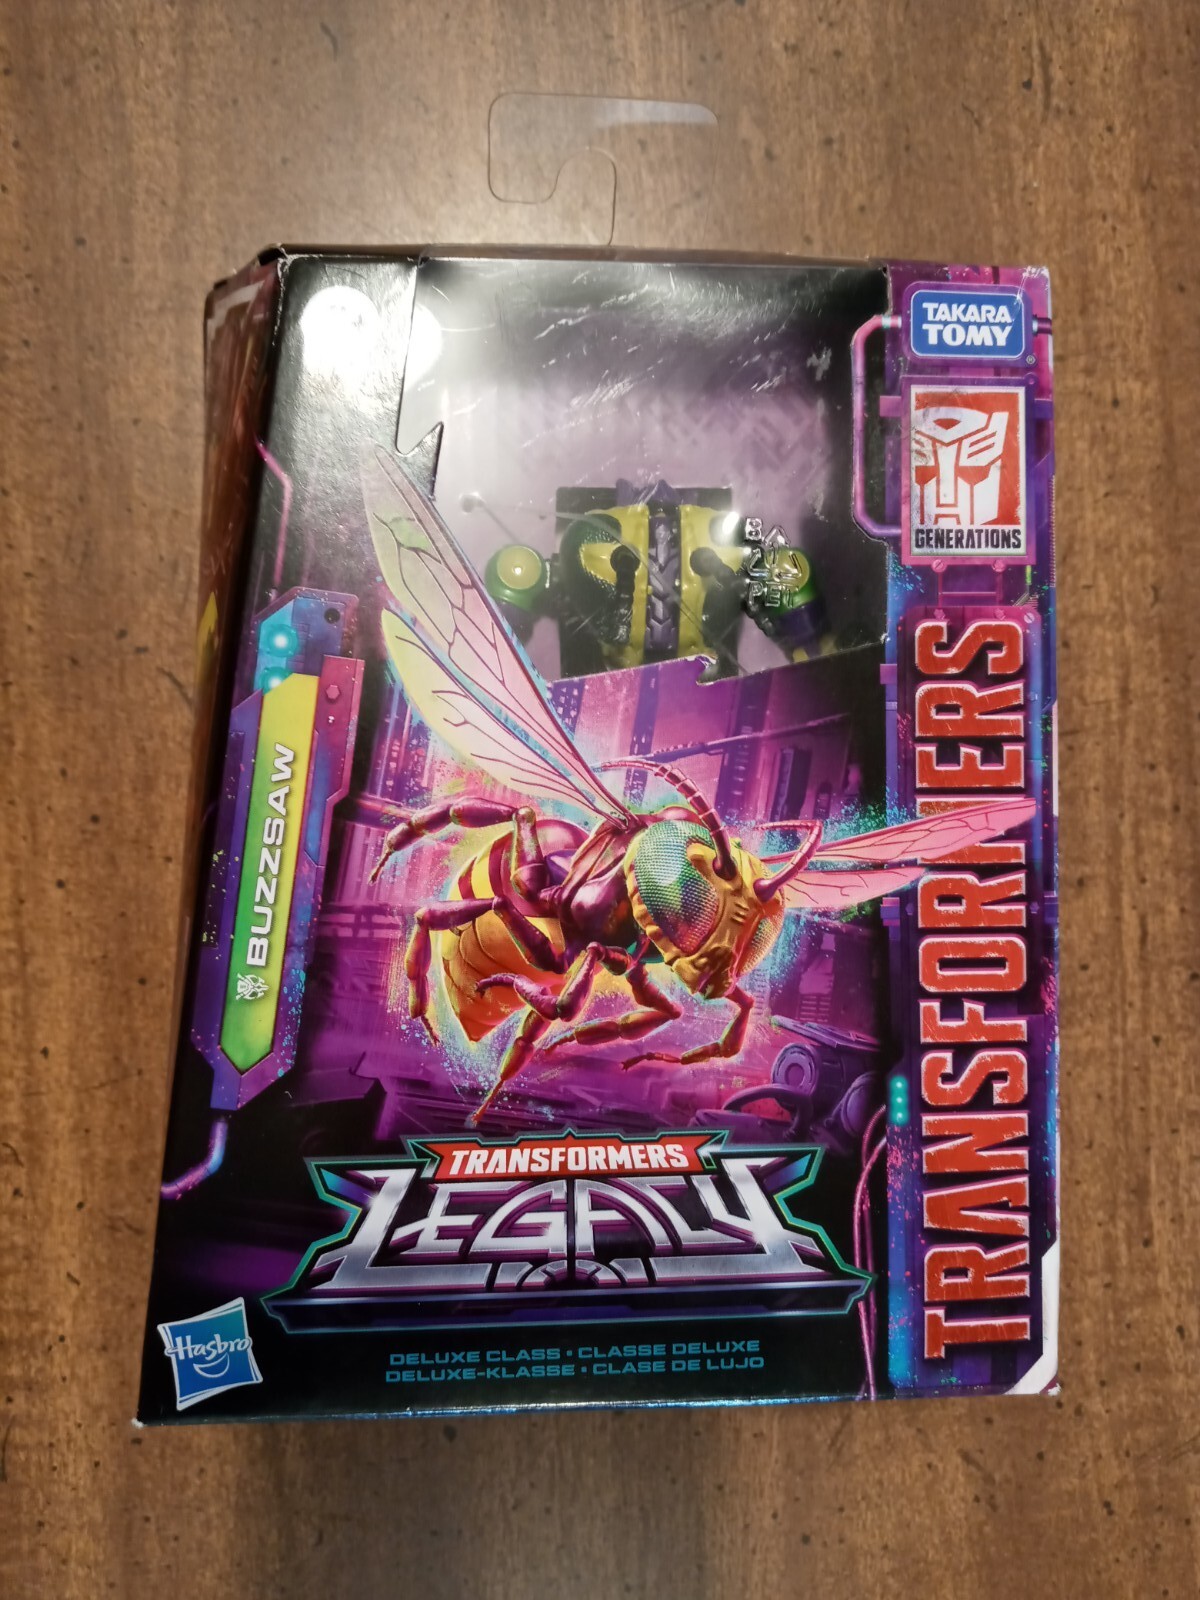 TAKARA
TOMY
®
GENERATIONS
TRANSFORMERS
BUZZSAW
TRANSFORMERS
LEGACY
Hasbro
DELUXE CLASS • CLASSE DELUXE
DELUXE-KLASSE • CLASE DE LUJO